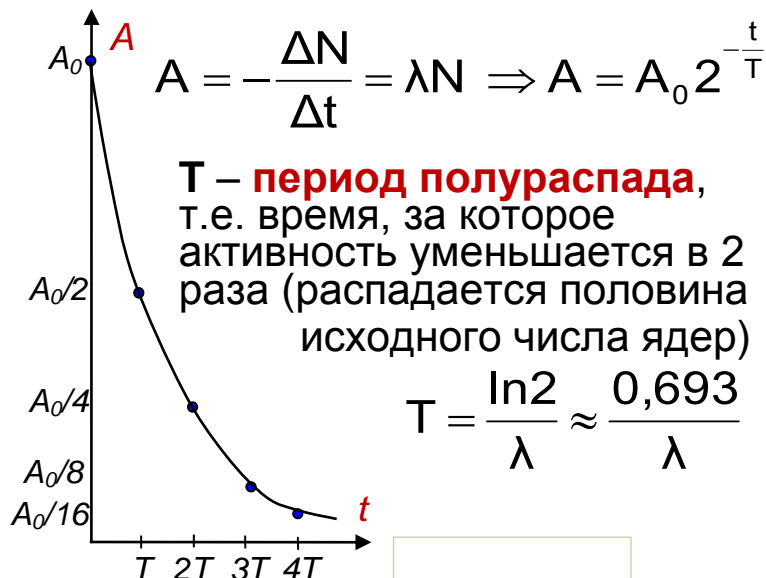 A
A₀
A = −ΔN/Δt = λN ⇒ A = A₀2^(−t/T)
T – период полураспада,
т.е. время, за которое
активность уменьшается в 2
A₀/2
раза (распадается половина
исходного числа ядер)
A₀/4
T = ln2/λ ≈ 0,693/λ
A₀/8
A₀/16
t
T 2T 3T 4T